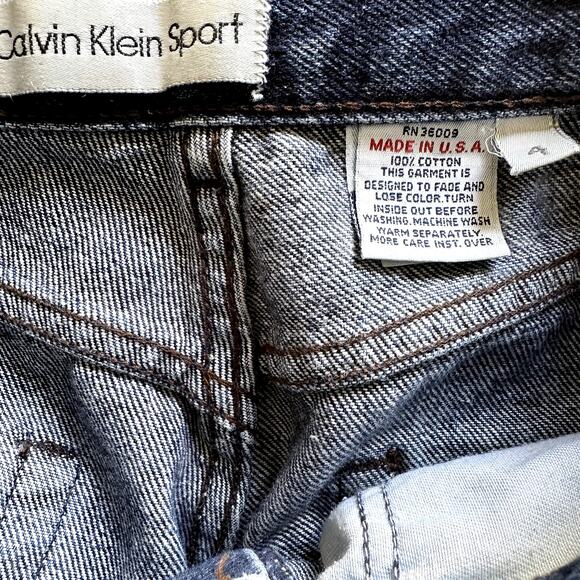 Calvin Klein Sport
RN 36009
MADE IN U.S.A.
100% COTTON
THIS GARMENT IS
DESIGNED TO FADE AND
LOSE COLOR.TURN
INSIDE OUT BEFORE
WASHING.MACHINE WASH
WARM SEPARATELY.
MORE CARE INST. OVER
4